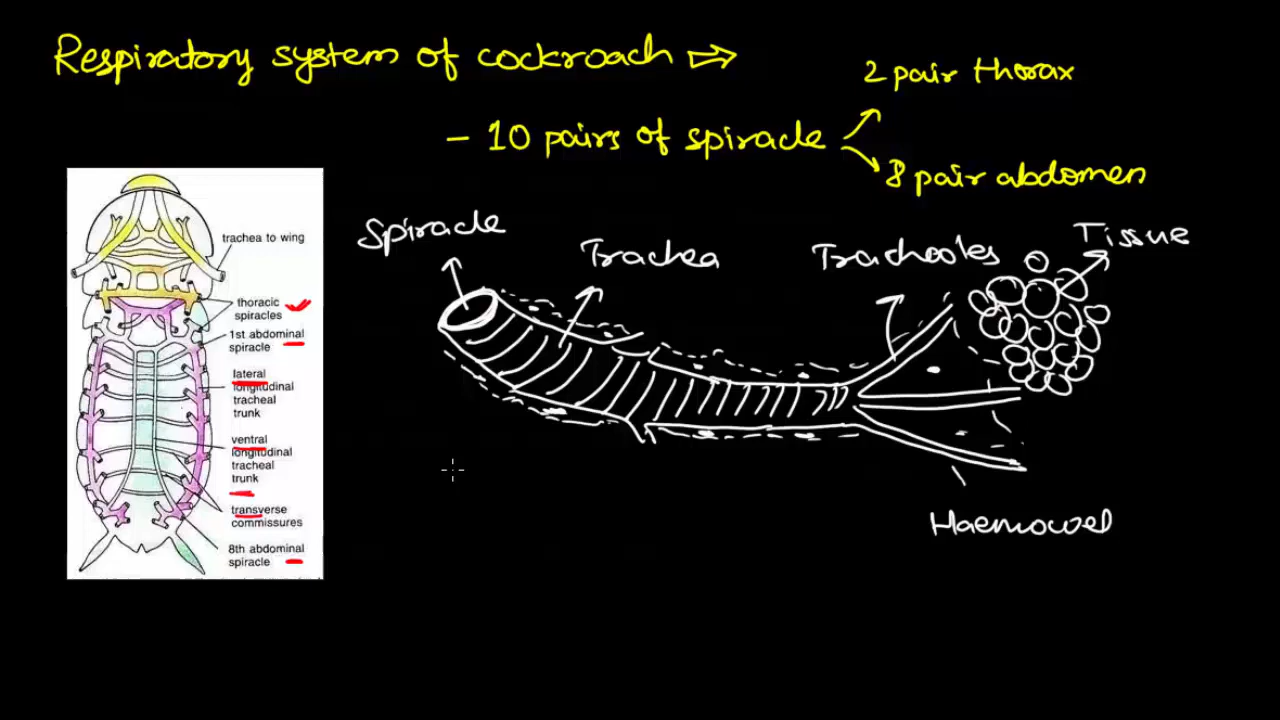 Respiratory system of cockroach ⇒
2 pair thorax
- 10 pairs of spiracle
8 pair abdomen
Spiracle
Trachea
Tracheoles
Tissue
Haemocoel
trachea to wing
thoracic
spiracles
1st abdominal
spiracle
lateral
longitudinal
tracheal
trunk
ventral
longitudinal
tracheal
trunk
transverse
commissures
8th abdominal
spiracle